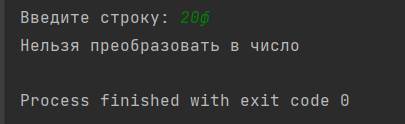 Введите строку: 20ф
Нельзя преобразовать в число
Process finished with exit code 0